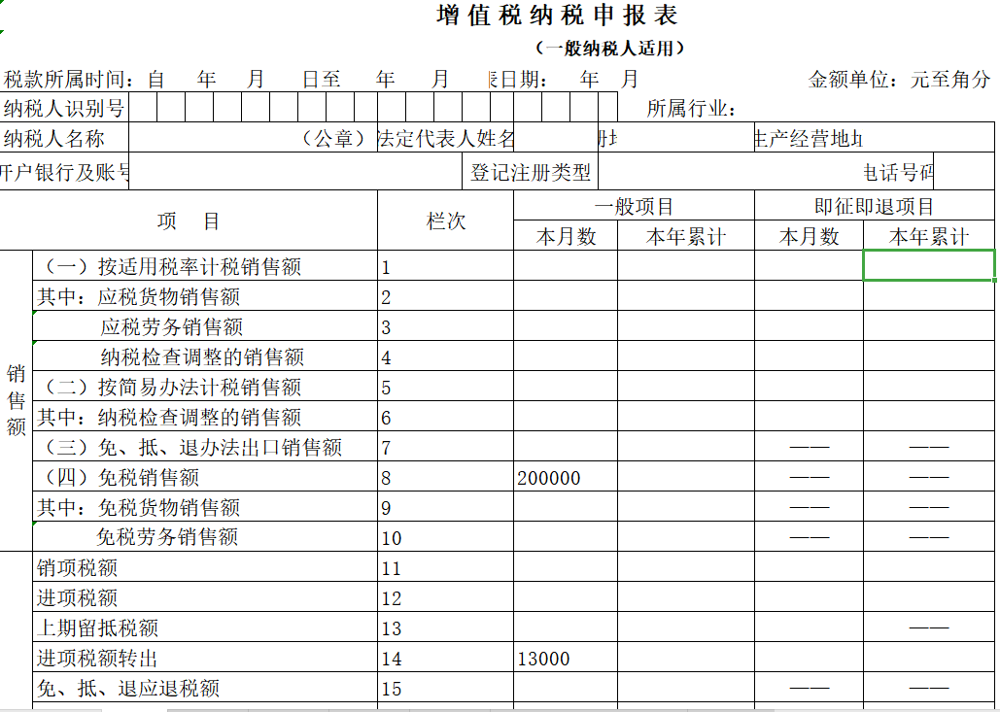 增值税纳税申报表
（一般纳税人适用）
税款所属时间：自 年 月 日至 年 月 日期： 年 月 金额单位：元至角分
纳税人识别号 所属行业：
纳税人名称 （公章） 法定代表人姓名 生产经营地址
开户银行及账号 登记注册类型 电话号码
项 目 栏次 一般项目 即征即退项目
本月数 本年累计 本月数 本年累计
销售额
（一）按适用税率计税销售额 1
其中：应税货物销售额 2
应税劳务销售额 3
纳税检查调整的销售额 4
（二）按简易办法计税销售额 5
其中：纳税检查调整的销售额 6
（三）免、抵、退办法出口销售额 7 —— ——
（四）免税销售额 8 200000 —— ——
其中：免税货物销售额 9 —— ——
免税劳务销售额 10 —— ——
销项税额 11
进项税额 12
上期留抵税额 13 ——
进项税额转出 14 13000
免、抵、退应退税额 15 —— ——